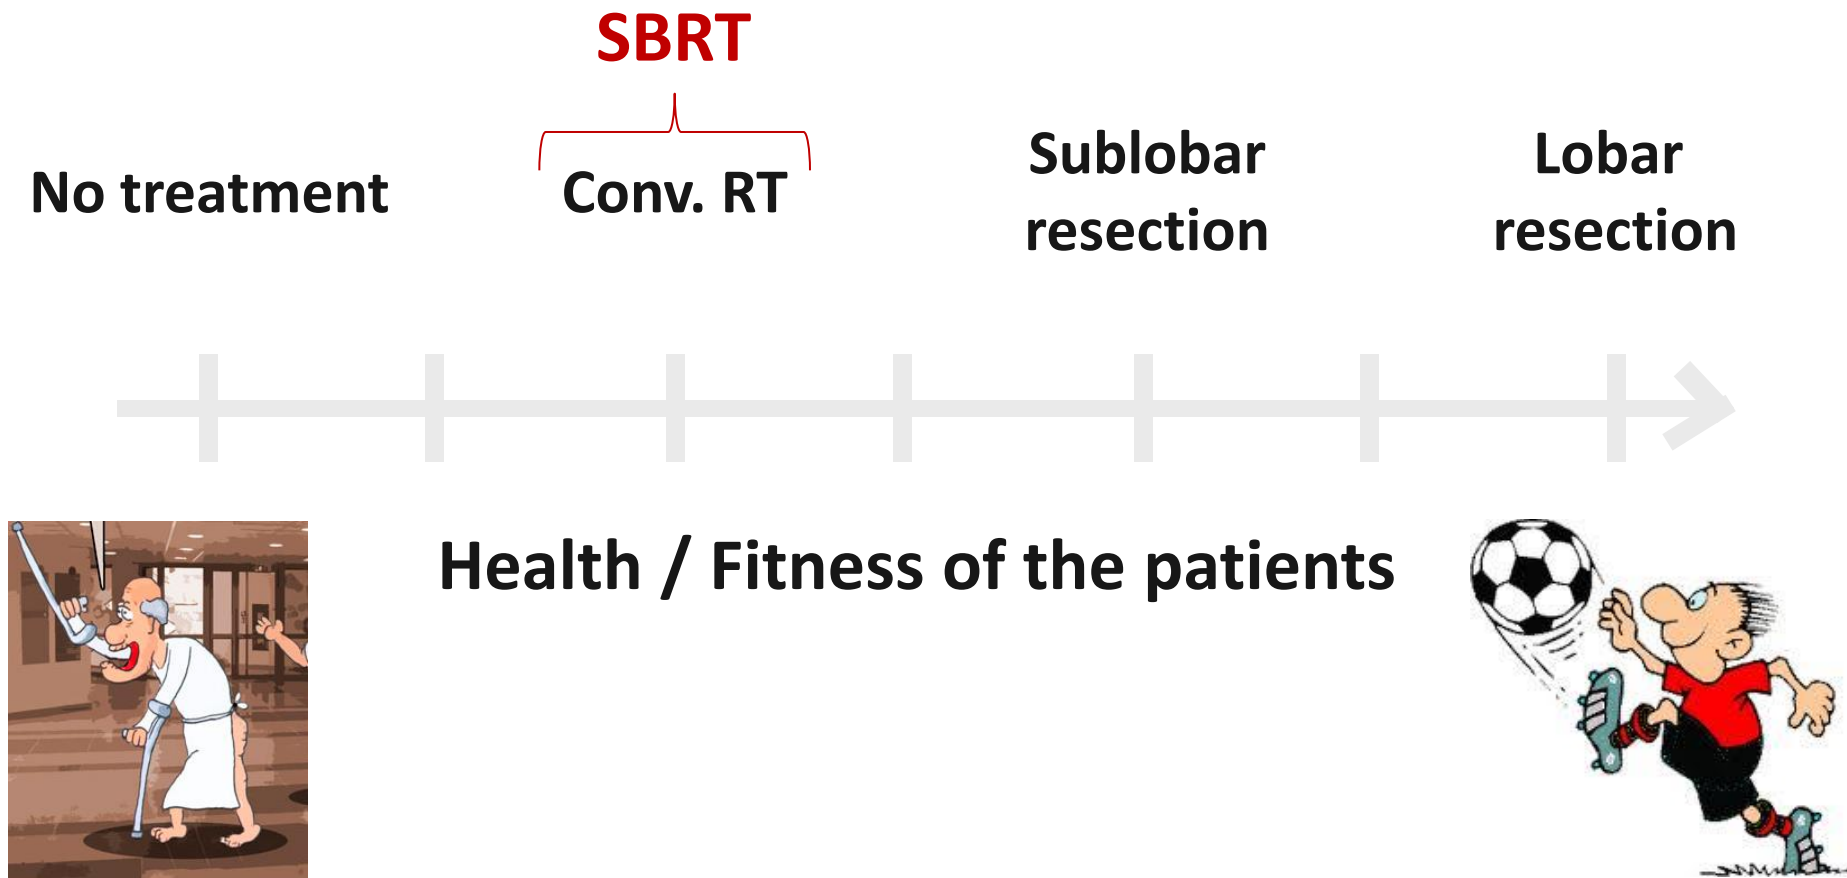 SBRT
No treatment
Conv. RT
Sublobar
resection
Lobar
resection
Health / Fitness of the patients